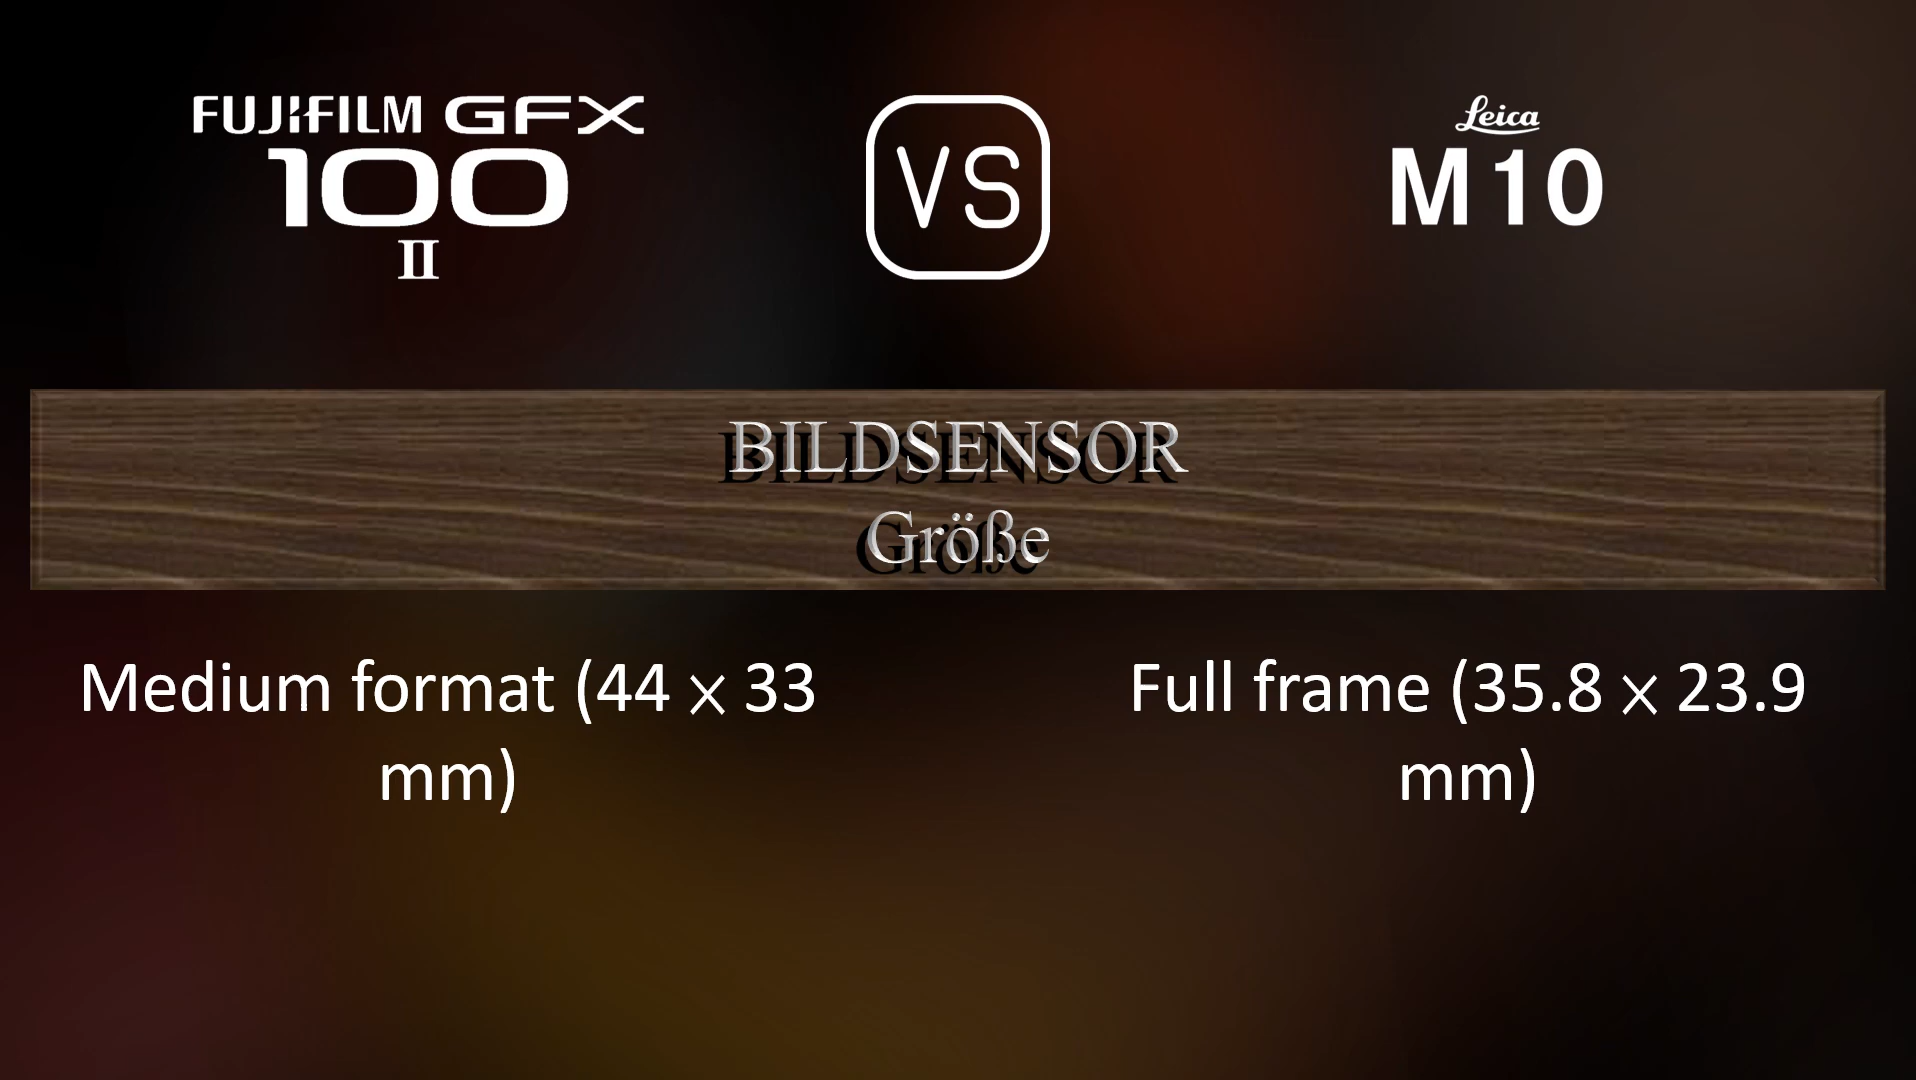 FUJIFILM GFX
100
II
VS
Leica
M10
BILDSENSOR
Größe
Medium format (44 x 33
mm)
Full frame (35.8 x 23.9
mm)